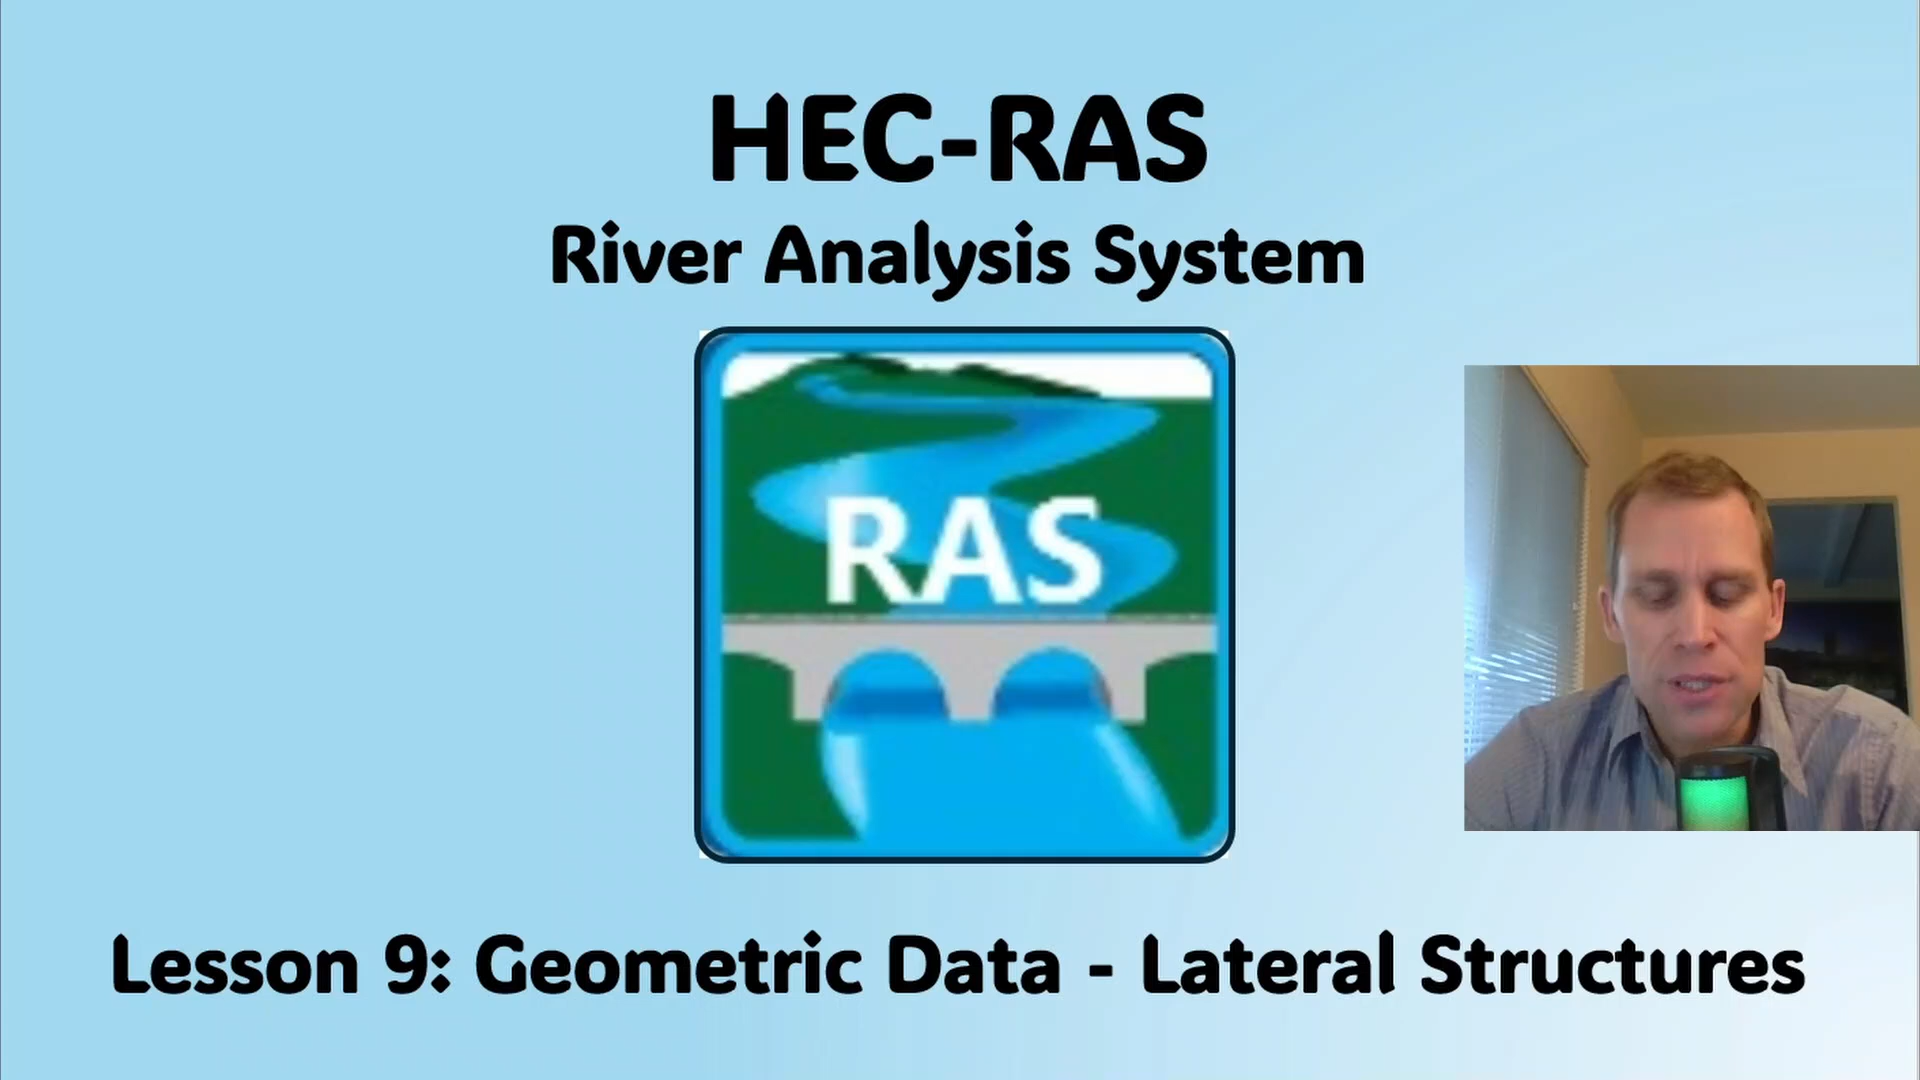 HEC-RAS
River Analysis System
RAS
Lesson 9: Geometric Data - Lateral Structures